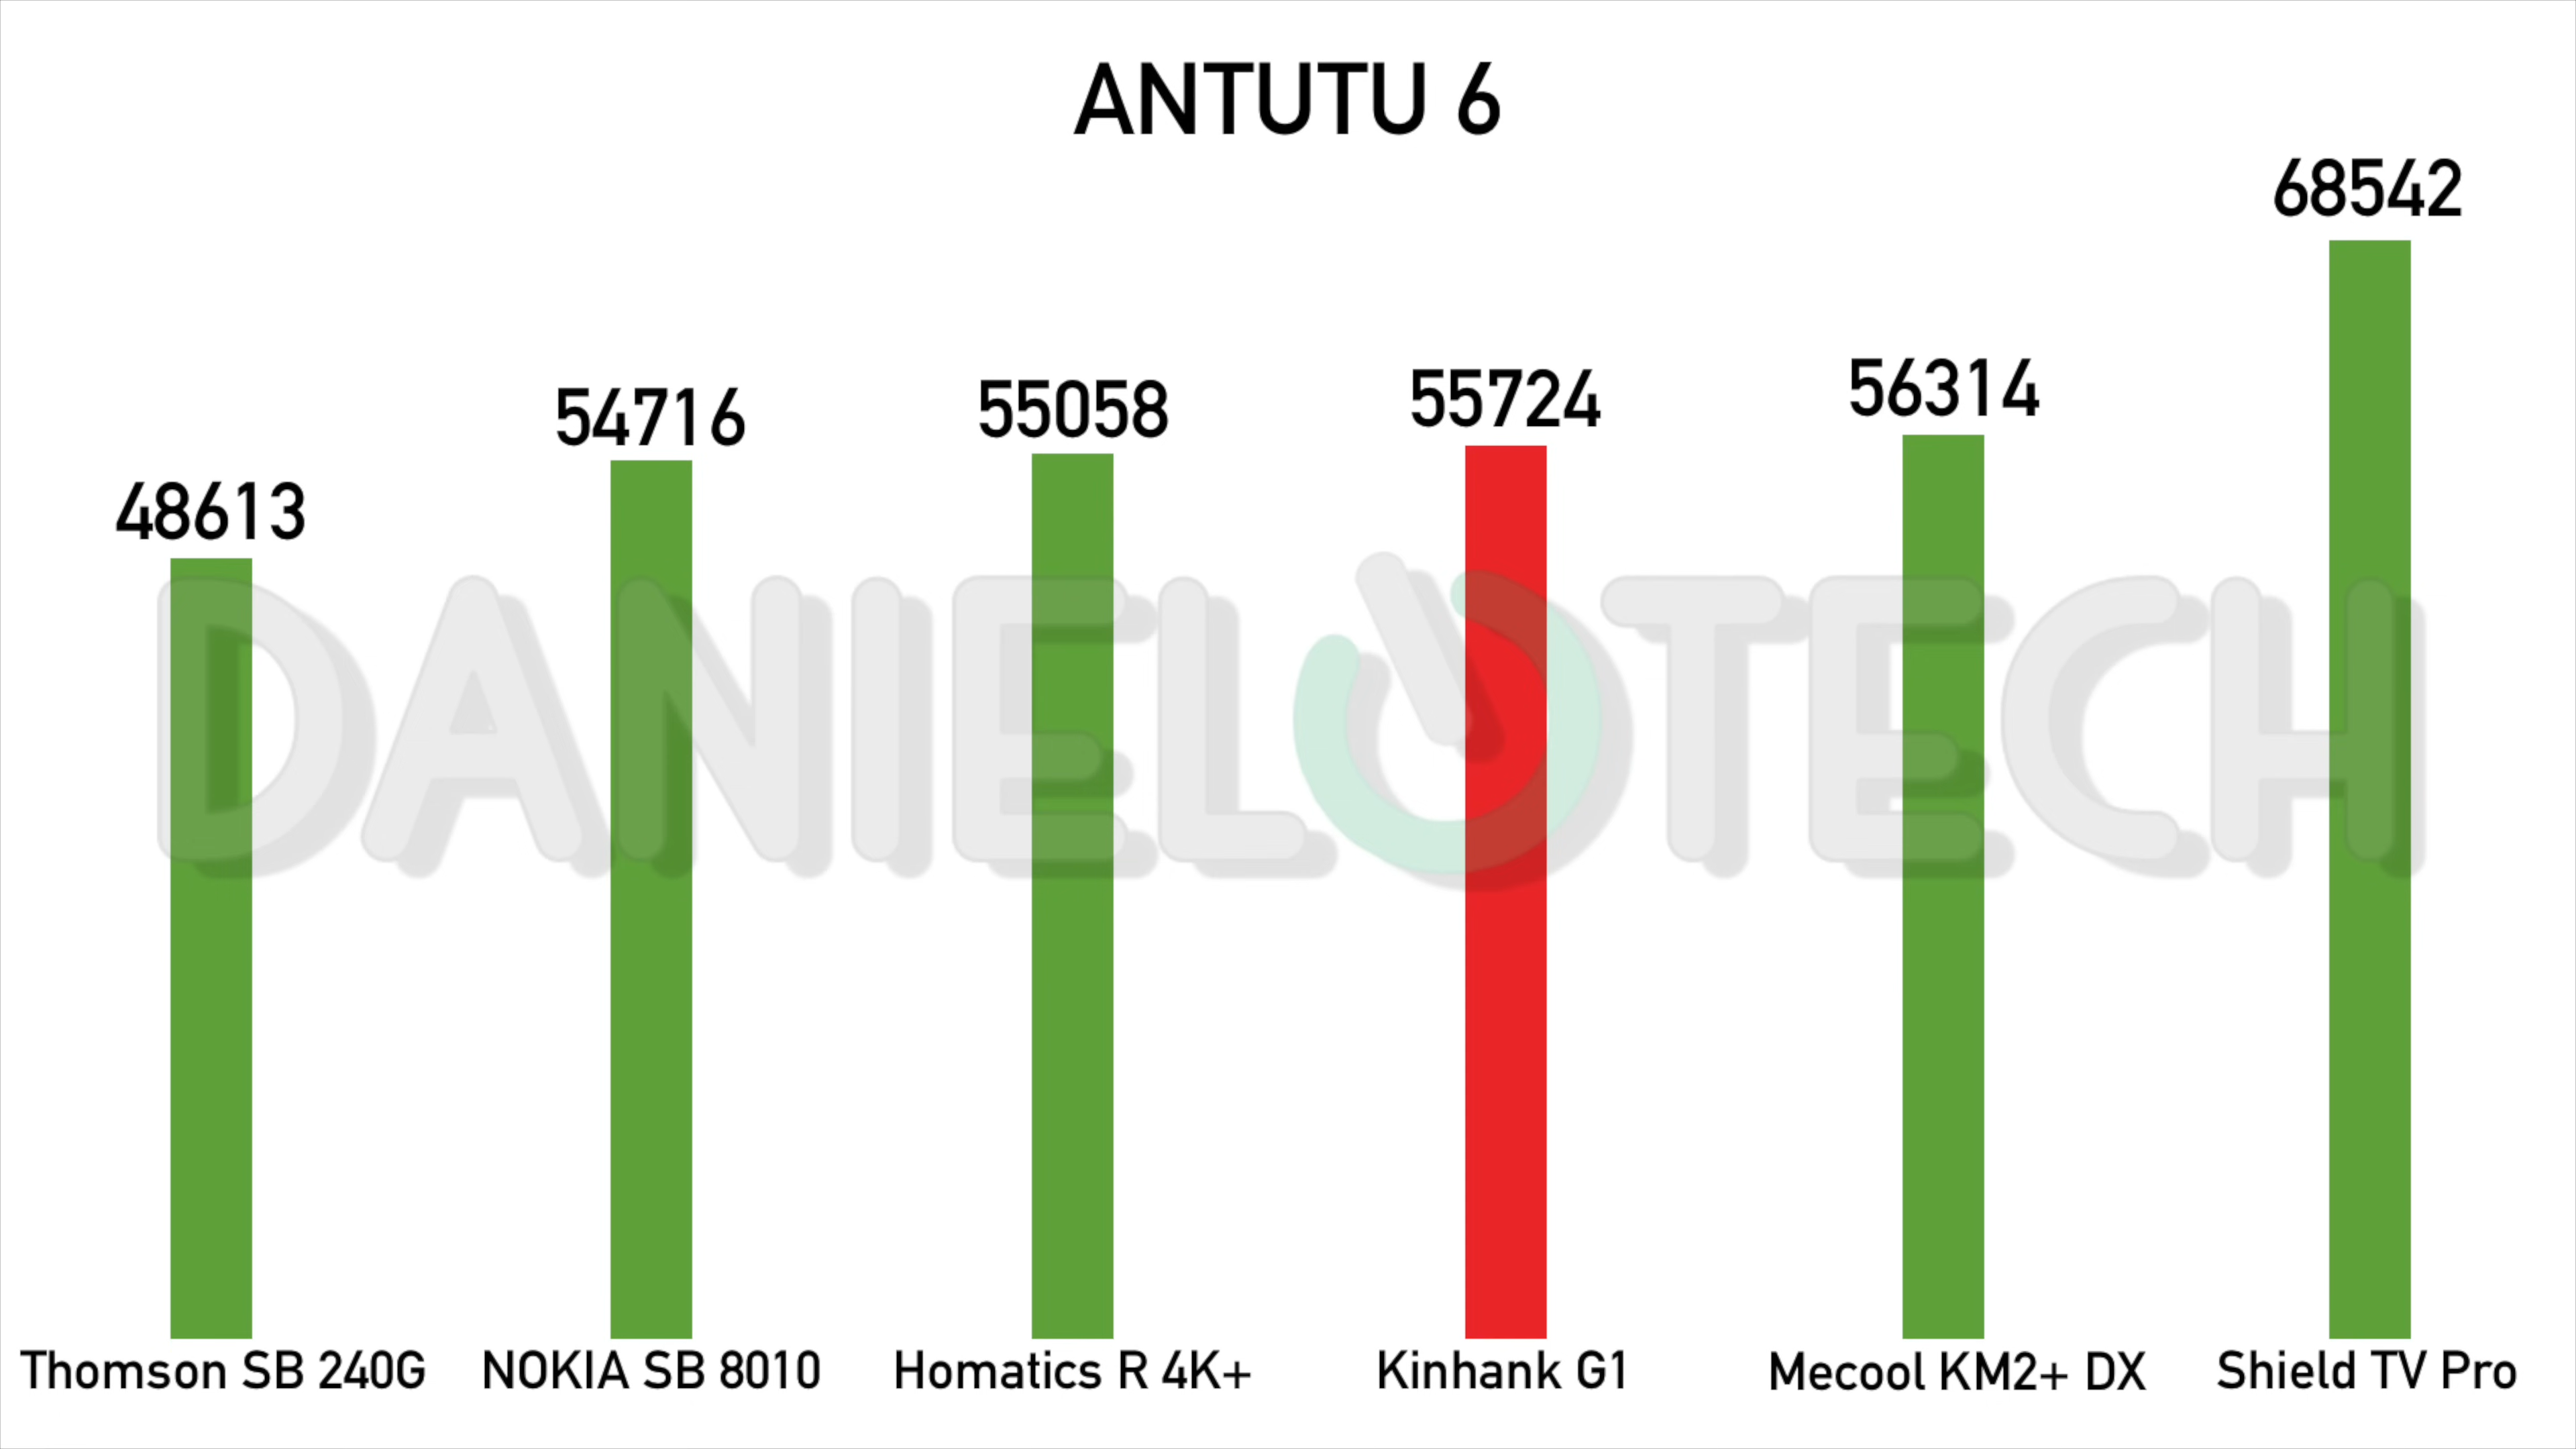 ANTUTU 6
48613
54716
55058
55724
56314
68542
DANIELOTECH
Thomson SB 240G
NOKIA SB 8010
Homatics R 4K+
Kinhank G1
Mecool KM2+ DX
Shield TV Pro